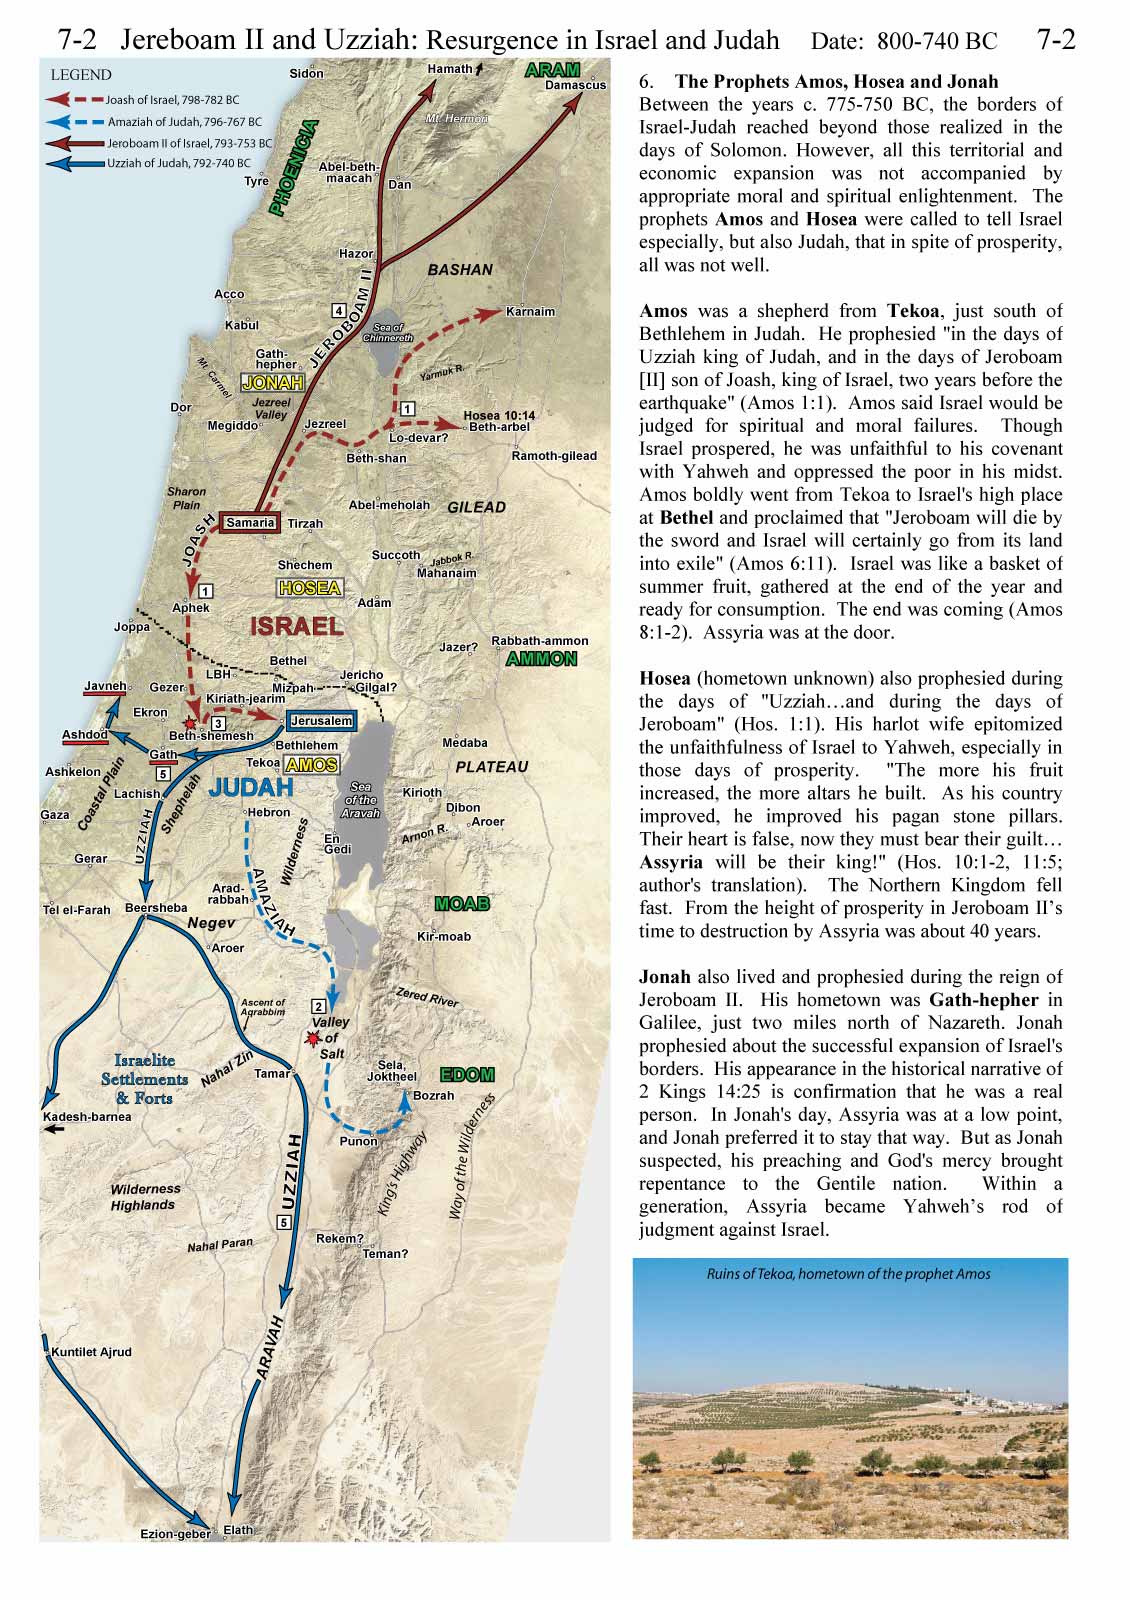 7-2 Jereboam II and Uzziah: Resurgence in Israel and Judah Date: 800-740 BC 7-2
LEGEND
Joash of Israel, 798-782 BC
Amaziah of Judah, 796-767 BC
Jeroboam II of Israel, 793-753 BC
Uzziah of Judah, 792-740 BC
Sidon
Hamath
ARAM
Damascus
Mt. Hermon
PHOENICIA
Abel-beth-
maacah
Tyre
Dan
Hazor
BASHAN
Acco
4
JEROBOAM II
Karnaim
Kabul
Sea of
Chinnereth
Gath-
hepher
Mt. Carmel
JONAH
Yarmuk R.
Jezreel
Valley
Dor
1
Hosea 10:14
Beth-arbel
Megiddo
Jezreel
Lo-devar?
Beth-shan
Ramoth-gilead
Sharon
Plain
Abel-meholah
GILEAD
Samaria
Tirzah
JOASH
Shechem
Succoth
Jabbok R.
Mahanaim
HOSEA
1
Aphek
Adam
Joppa
ISRAEL
Jazer?
Rabbath-ammon
AMMON
Bethel
LBH
Jericho
Javneh
Gezer
Mizpah
Gilgal?
Kiriath-jearim
Ekron
3
Jerusalem
Ashdod
Beth-shemesh
Bethlehem
Medaba
Gath
Tekoa
AMOS
PLATEAU
Ashkelon
5
Coastal Plain
Lachish
Shephelah
JUDAH
Sea
of the
Aravah
Kirioth
Gaza
Hebron
Dibon
Aroer
UZZIAH
Wilderness
En
Gedi
Arnon R.
Gerar
Arad-
rabbah
AMAZIAH
MOAB
Tel el-Farah
Beersheba
Negev
Kir-moab
Aroer
Zered River
Ascent of
Aqrabbim
2
Valley
of
Salt
Israelite
Settlements
& Forts
Nahal Zin
Tamar
Sela,
Joktheel
EDOM
Bozrah
Kadesh-barnea
Punon
King's Highway
Way of the Wilderness
UZZIAH
Wilderness
Highlands
5
Nahal Paran
Rekem?
Teman?
ARAVAH
Kuntilet Ajrud
Ezion-geber
Elath
6. The Prophets Amos, Hosea and Jonah
Between the years c. 775-750 BC, the borders of
Israel-Judah reached beyond those realized in the
days of Solomon. However, all this territorial and
economic expansion was not accompanied by
appropriate moral and spiritual enlightenment. The
prophets Amos and Hosea were called to tell Israel
especially, but also Judah, that in spite of prosperity,
all was not well.
Amos was a shepherd from Tekoa, just south of
Bethlehem in Judah. He prophesied "in the days of
Uzziah king of Judah, and in the days of Jeroboam
[II] son of Joash, king of Israel, two years before the
earthquake" (Amos 1:1). Amos said Israel would be
judged for spiritual and moral failures. Though
Israel prospered, he was unfaithful to his covenant
with Yahweh and oppressed the poor in his midst.
Amos boldly went from Tekoa to Israel's high place
at Bethel and proclaimed that "Jeroboam will die by
the sword and Israel will certainly go from its land
into exile" (Amos 6:11). Israel was like a basket of
summer fruit, gathered at the end of the year and
ready for consumption. The end was coming (Amos
8:1-2). Assyria was at the door.
Hosea (hometown unknown) also prophesied during
the days of "Uzziah…and during the days of
Jeroboam" (Hos. 1:1). His harlot wife epitomized
the unfaithfulness of Israel to Yahweh, especially in
those days of prosperity. "The more his fruit
increased, the more altars he built. As his country
improved, he improved his pagan stone pillars.
Their heart is false, now they must bear their guilt…
Assyria will be their king!" (Hos. 10:1-2, 11:5;
author's translation). The Northern Kingdom fell
fast. From the height of prosperity in Jeroboam II’s
time to destruction by Assyria was about 40 years.
Jonah also lived and prophesied during the reign of
Jeroboam II. His hometown was Gath-hepher in
Galilee, just two miles north of Nazareth. Jonah
prophesied about the successful expansion of Israel's
borders. His appearance in the historical narrative of
2 Kings 14:25 is confirmation that he was a real
person. In Jonah's day, Assyria was at a low point,
and Jonah preferred it to stay that way. But as Jonah
suspected, his preaching and God's mercy brought
repentance to the Gentile nation. Within a
generation, Assyria became Yahweh’s rod of
judgment against Israel.
Ruins of Tekoa, hometown of the prophet Amos